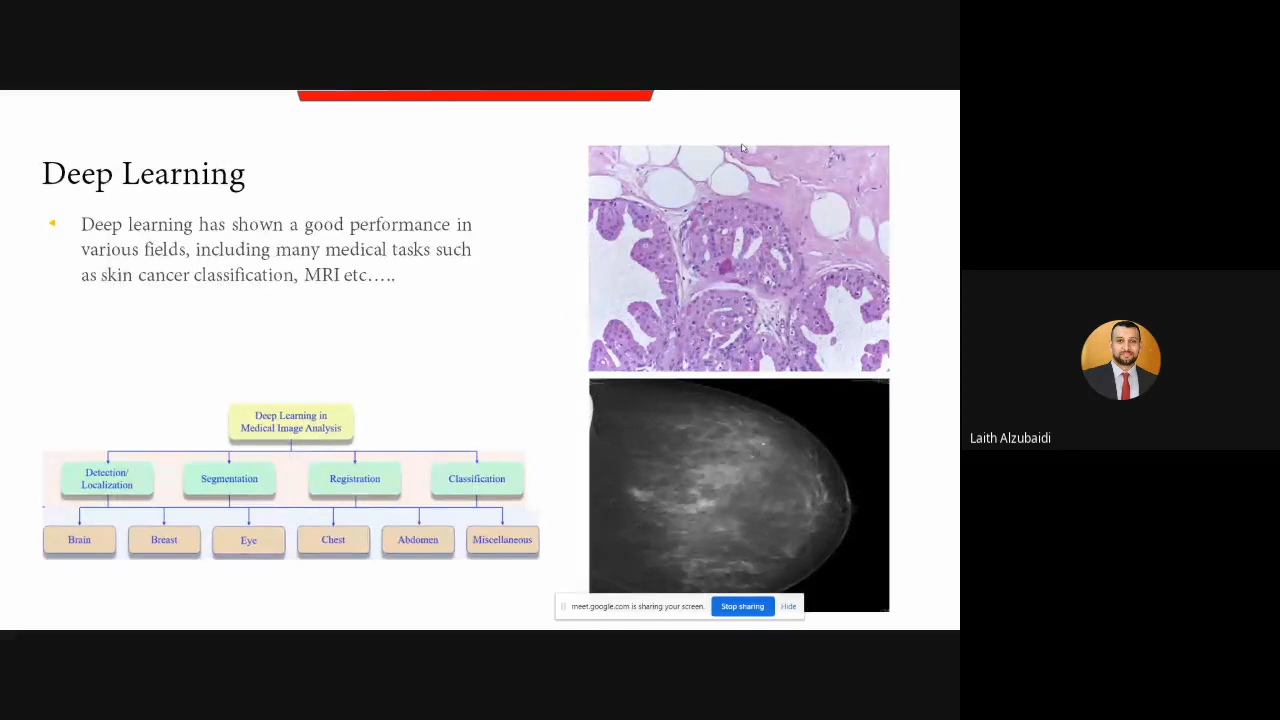 Deep Learning
Deep learning has shown a good performance in
various fields, including many medical tasks such
as skin cancer classification, MRI etc…..
Deep Learning in
Medical Image Analysis
Detection/
Localization
Segmentation
Registration
Classification
Brain
Breast
Eye
Chest
Abdomen
Miscellaneous
meet.google.com is sharing your screen.
Stop sharing
Hide
Laith Alzubaidi